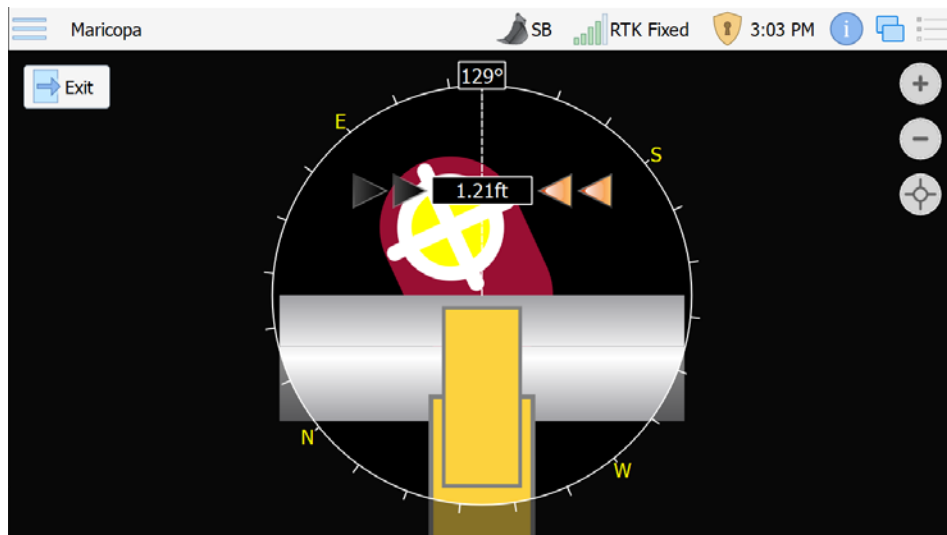 Maricopa
SB
RTK Fixed
3:03 PM
Exit
129°
E
S
1.21ft
N
W